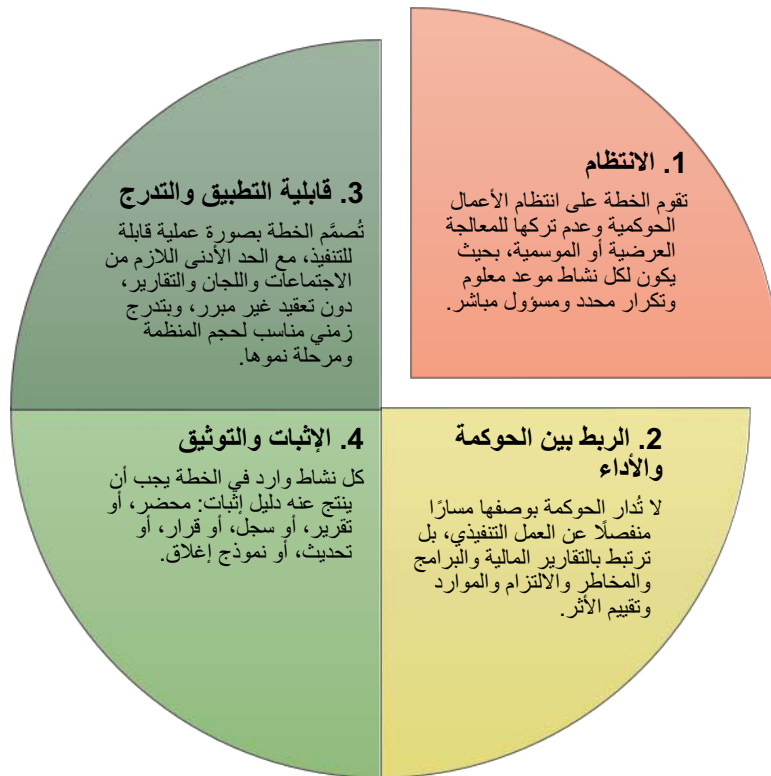 1. الانتظام
تقوم الخطة على انتظام الأعمال
الحوكمية وعدم تركها للمعالجة
العرضية أو الموسمية، بحيث
يكون لكل نشاط موعد معلوم
وتكرار محدد ومسؤول مباشر.
2. الربط بين الحوكمة
والأداء
لا تُدار الحوكمة بوصفها مسارًا
منفصلًا عن العمل التنفيذي، بل
ترتبط بالتقارير المالية والبرامج
والمخاطر والالتزام والموارد
وتقييم الأثر.
3. قابلية التطبيق والتدرج
تُصمَّم الخطة بصورة عملية قابلة
للتنفيذ، مع الحد الأدنى اللازم من
الاجتماعات واللجان والتقارير،
دون تعقيد غير مبرر، وبتدرج
زمني مناسب لحجم المنظمة
ومرحلة نموها.
4. الإثبات والتوثيق
كل نشاط وارد في الخطة يجب أن
ينتج عنه دليل إثبات: محضر، أو
تقرير، أو سجل، أو قرار، أو
تحديث، أو نموذج إغلاق.